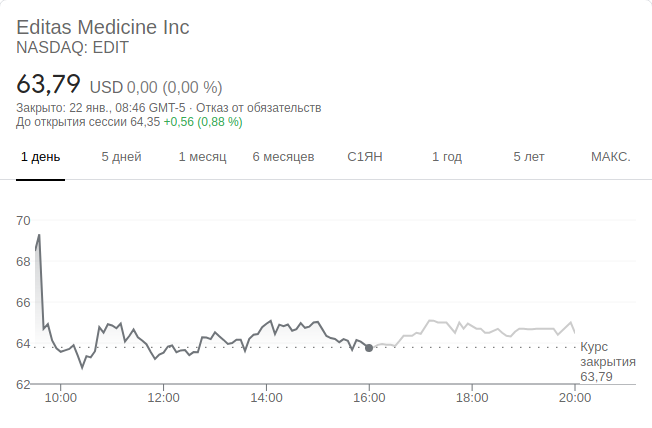 Editas Medicine Inc
NASDAQ: EDIT
63,79 USD 0,00 (0,00 %)
Закрыто: 22 янв., 08:46 GMT-5 · Отказ от обязательств
До открытия сессии 64,35 +0,56 (0,88 %)
1 день 5 дней 1 месяц 6 месяцев С1ЯН 1 год 5 лет МАКС.
70
68
66
64
Курс
закрытия
63,79
62
10:00 12:00 14:00 16:00 18:00 20:00